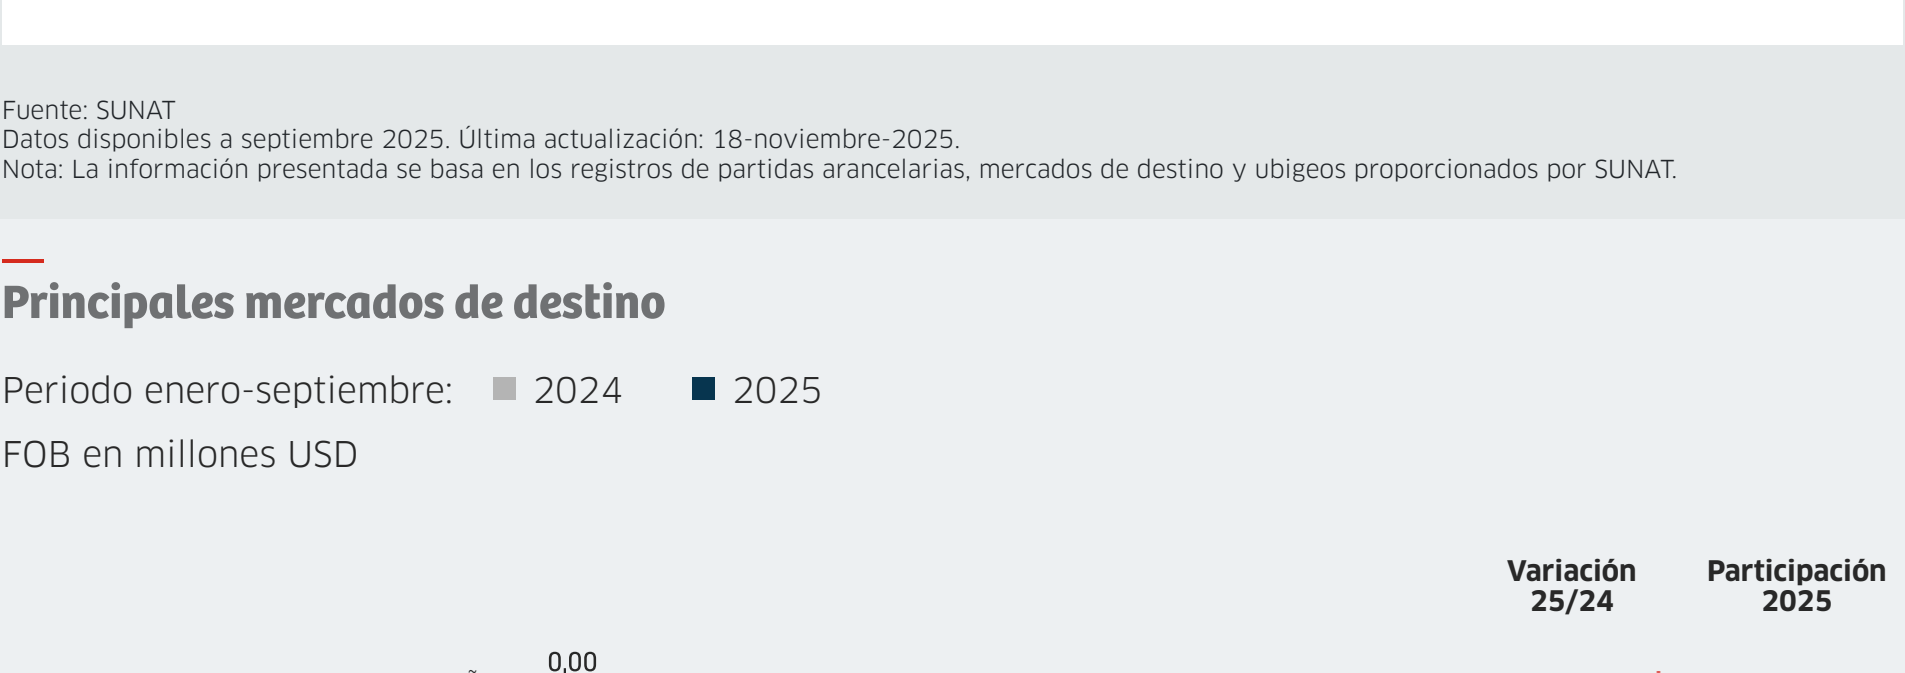 Fuente: SUNAT
Datos disponibles a septiembre 2025. Última actualización: 18-noviembre-2025.
Nota: La información presentada se basa en los registros de partidas arancelarias, mercados de destino y ubigeos proporcionados por SUNAT.
Principales mercados de destino
Periodo enero-septiembre: 2024 2025
FOB en millones USD
Variación Participación
25/24 2025
0,00